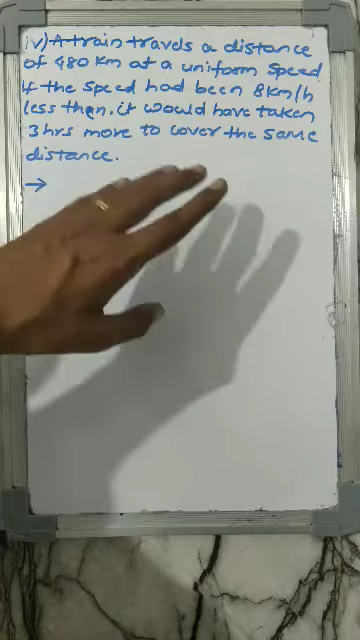 iv) A train travels a distance
of 480 Km at a uniform speed
If the speed had been 8km/h
less then. it would have taken
3 hrs more to cover the same
distance.
→